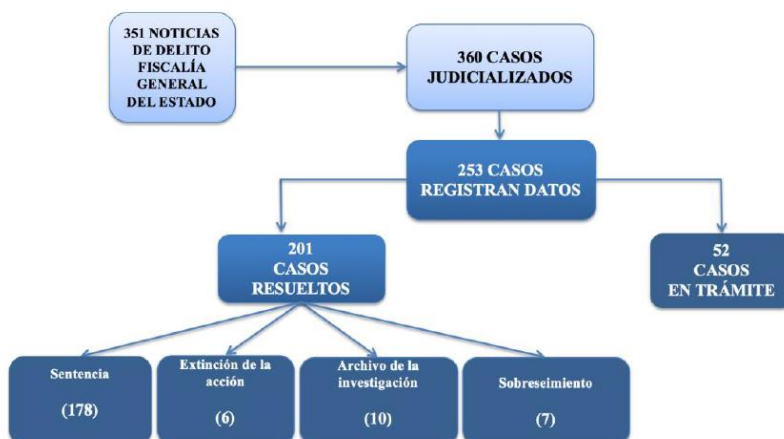 351 NOTICIAS
DE DELITO
FISCALÍA
GENERAL
DEL ESTADO
360 CASOS
JUDICIALIZADOS
253 CASOS
REGISTRAN DATOS
201
CASOS
RESUELTOS
52
CASOS
EN TRÁMITE
Sentencia
(178)
Extinción de la
acción
(6)
Archivo de la
investigación
(10)
Sobreseimiento
(7)